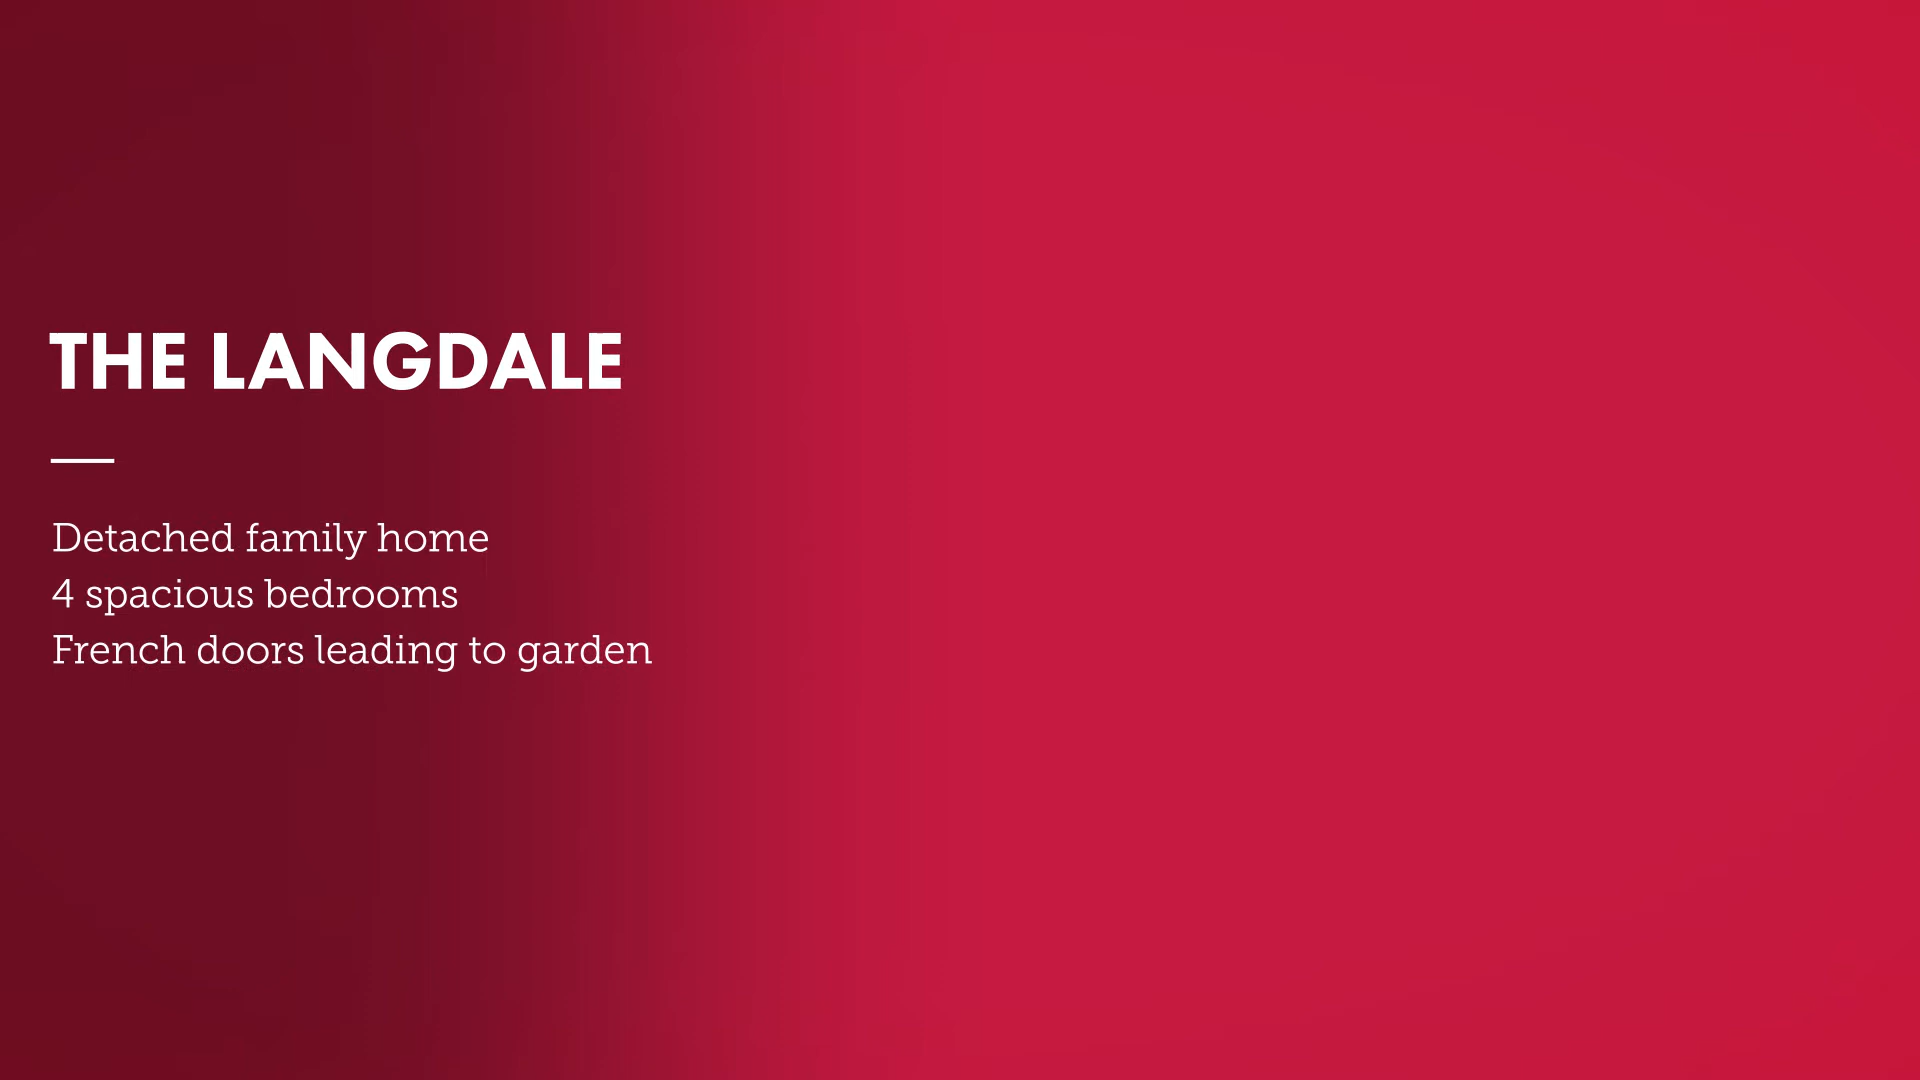 THE LANGDALE
Detached family home
4 spacious bedrooms
French doors leading to garden